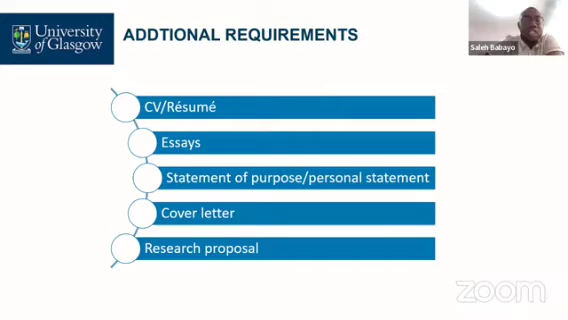 University
of Glasgow
ADDTIONAL REQUIREMENTS
Saleh Babayo
CV/Résumé
Essays
Statement of purpose/personal statement
Cover letter
Research proposal
zoom